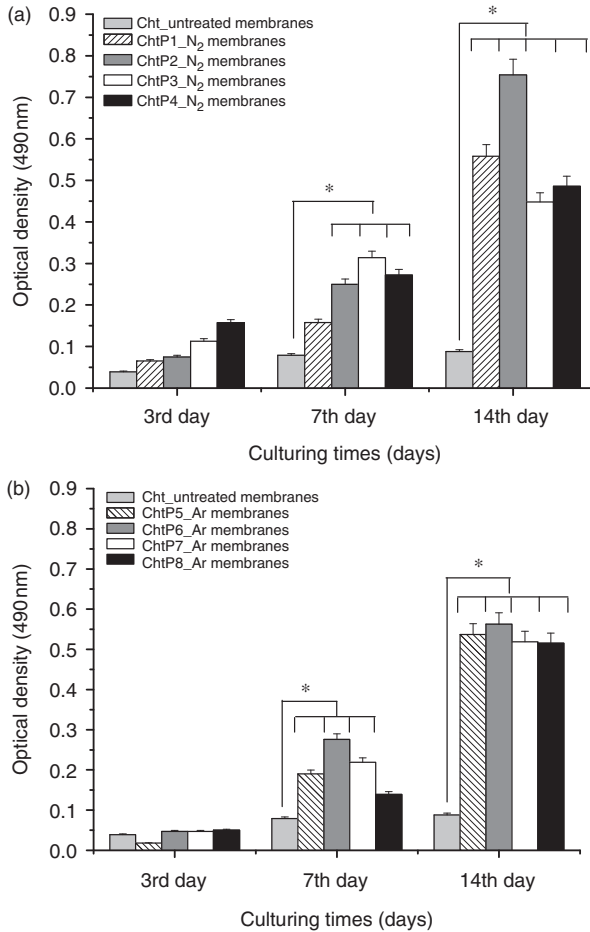 (a)
0.9
0.8
0.7
0.6
0.5
0.4
0.3
0.2
0.1
0.0
Optical density (490 nm)
Cht_untreated membranes
ChtP1_N2 membranes
ChtP2_N2 membranes
ChtP3_N2 membranes
ChtP4_N2 membranes
*
*
3rd day 7th day 14th day
Culturing times (days)
(b)
0.9
0.8
0.7
0.6
0.5
0.4
0.3
0.2
0.1
0.0
Optical density (490 nm)
Cht_untreated membranes
ChtP5_Ar membranes
ChtP6_Ar membranes
ChtP7_Ar membranes
ChtP8_Ar membranes
*
*
3rd day 7th day 14th day
Culturing times (days)